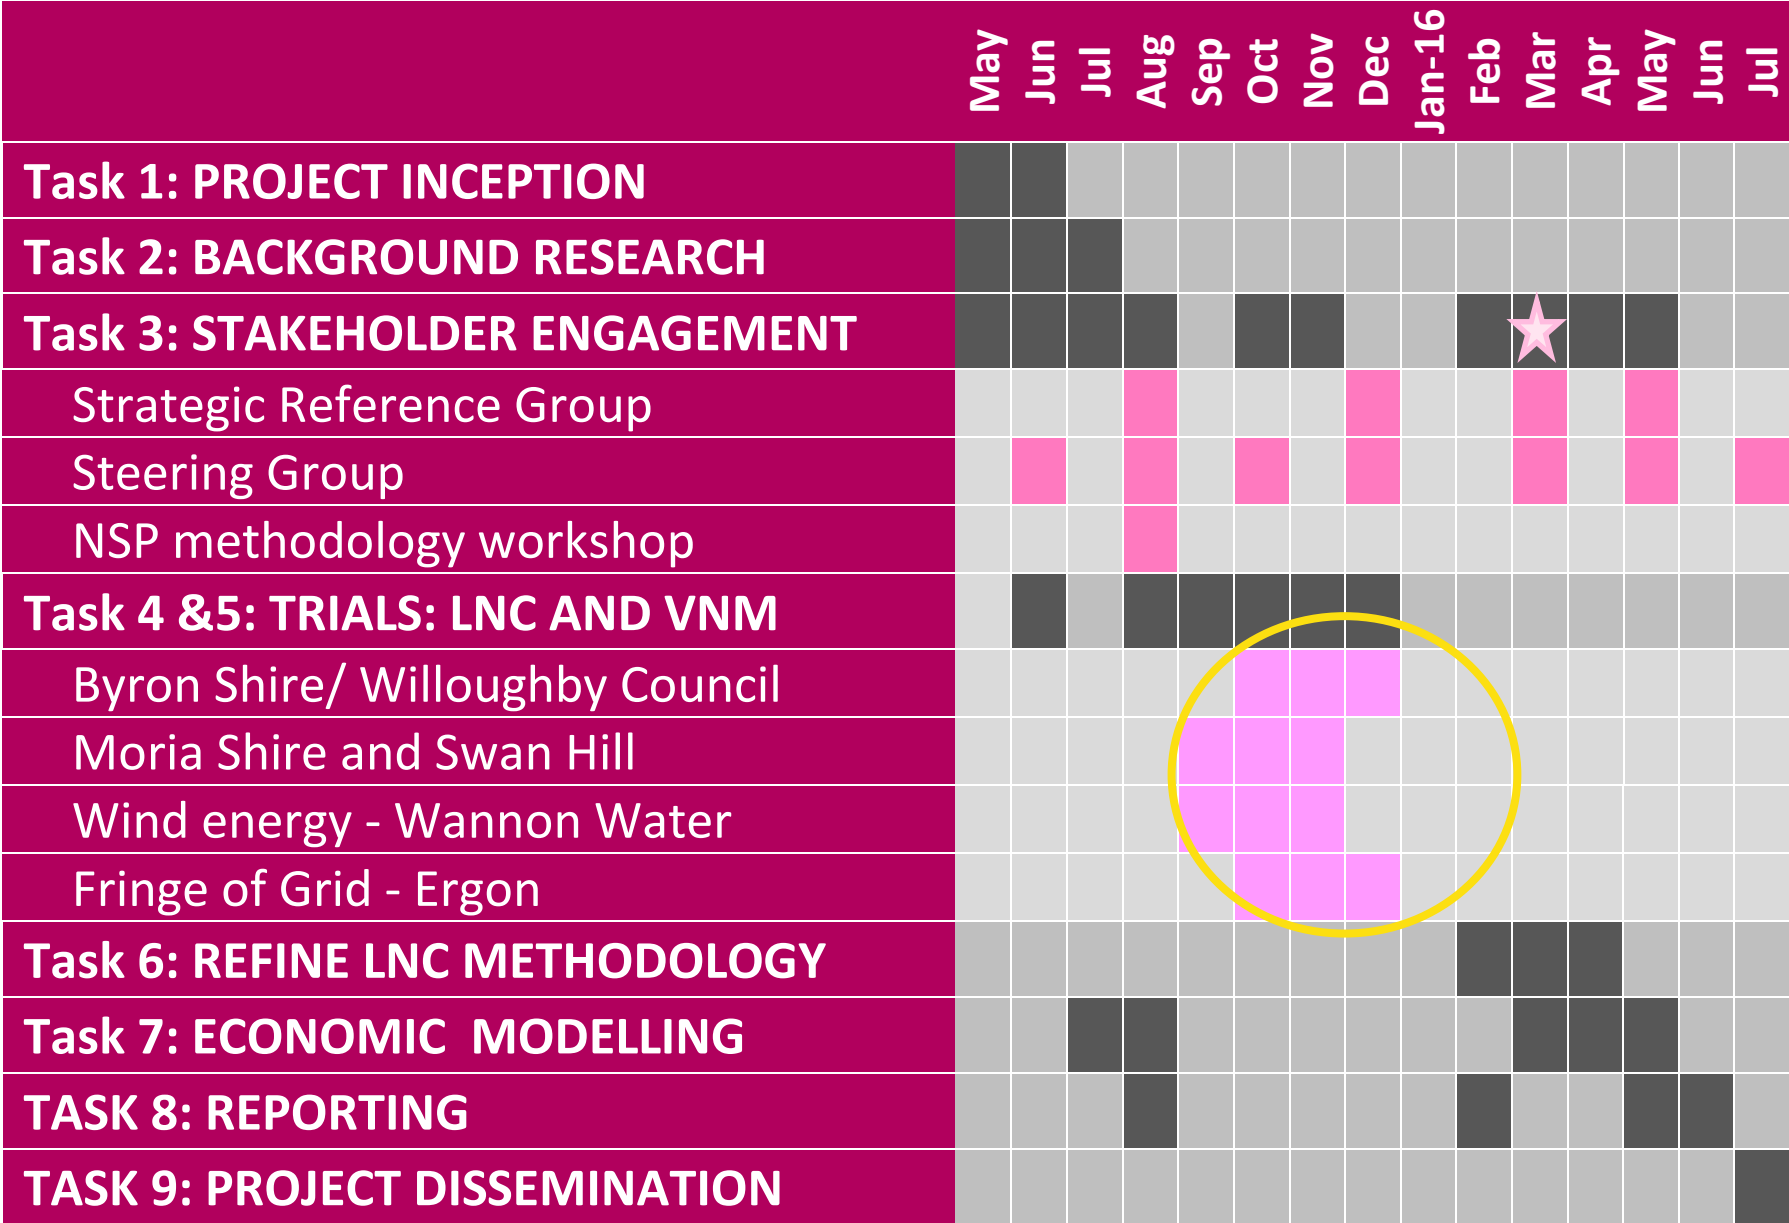 May Jun Jul Aug Sep Oct Nov Dec Jan-16 Feb Mar Apr May Jun Jul
Task 1: PROJECT INCEPTION
Task 2: BACKGROUND RESEARCH
Task 3: STAKEHOLDER ENGAGEMENT
Strategic Reference Group
Steering Group
NSP methodology workshop
Task 4 &5: TRIALS: LNC AND VNM
Byron Shire/ Willoughby Council
Moria Shire and Swan Hill
Wind energy - Wannon Water
Fringe of Grid - Ergon
Task 6: REFINE LNC METHODOLOGY
Task 7: ECONOMIC  MODELLING
TASK 8: REPORTING
TASK 9: PROJECT DISSEMINATION